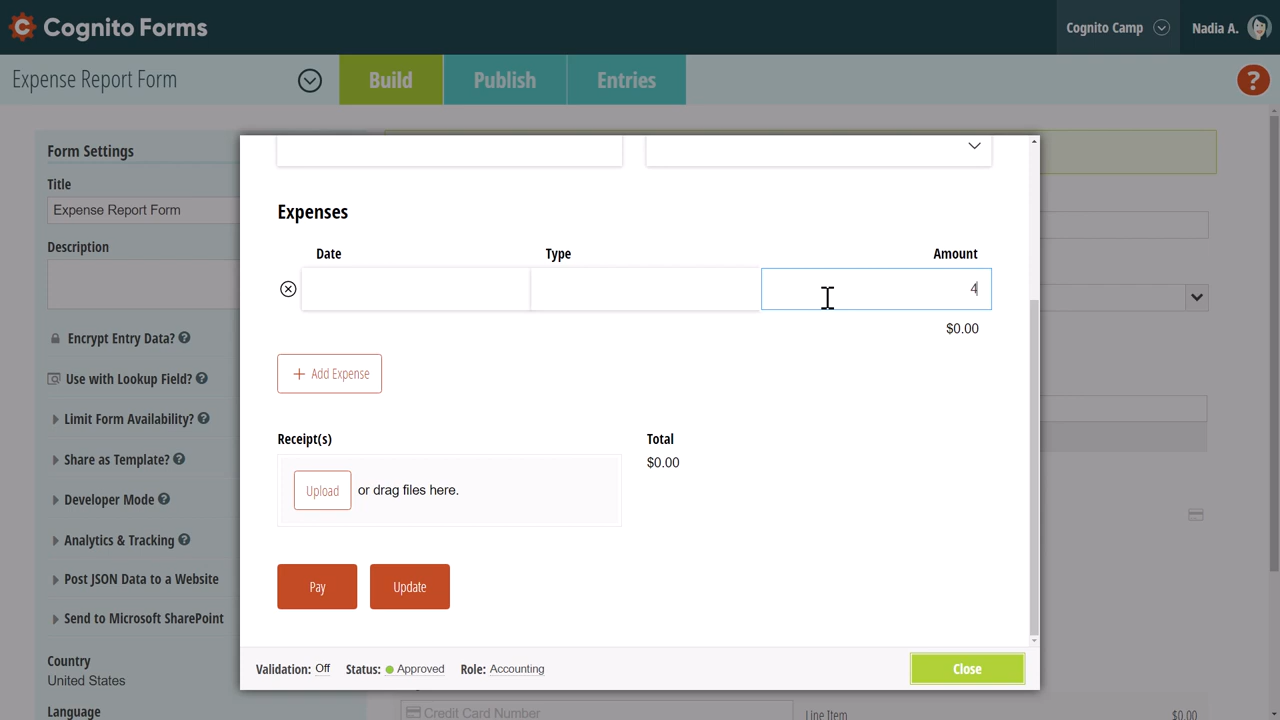 Cognito Forms
Cognito Camp
Nadia A.
Expense Report Form
Build
Publish
Entries
?
Form Settings
Title
Expense Report Form
Description
Encrypt Entry Data? ?
Use with Lookup Field? ?
Limit Form Availability? ?
Share as Template? ?
Developer Mode ?
Analytics & Tracking ?
Post JSON Data to a Website
Send to Microsoft SharePoint
Country
United States
Language
Expenses
Date Type Amount
4
$0.00
+ Add Expense
Receipt(s) Total
$0.00
Upload or drag files here.
Pay Update
Validation: Off Status: Approved Role: Accounting
Close
Credit Card Number
Line Item $0.00